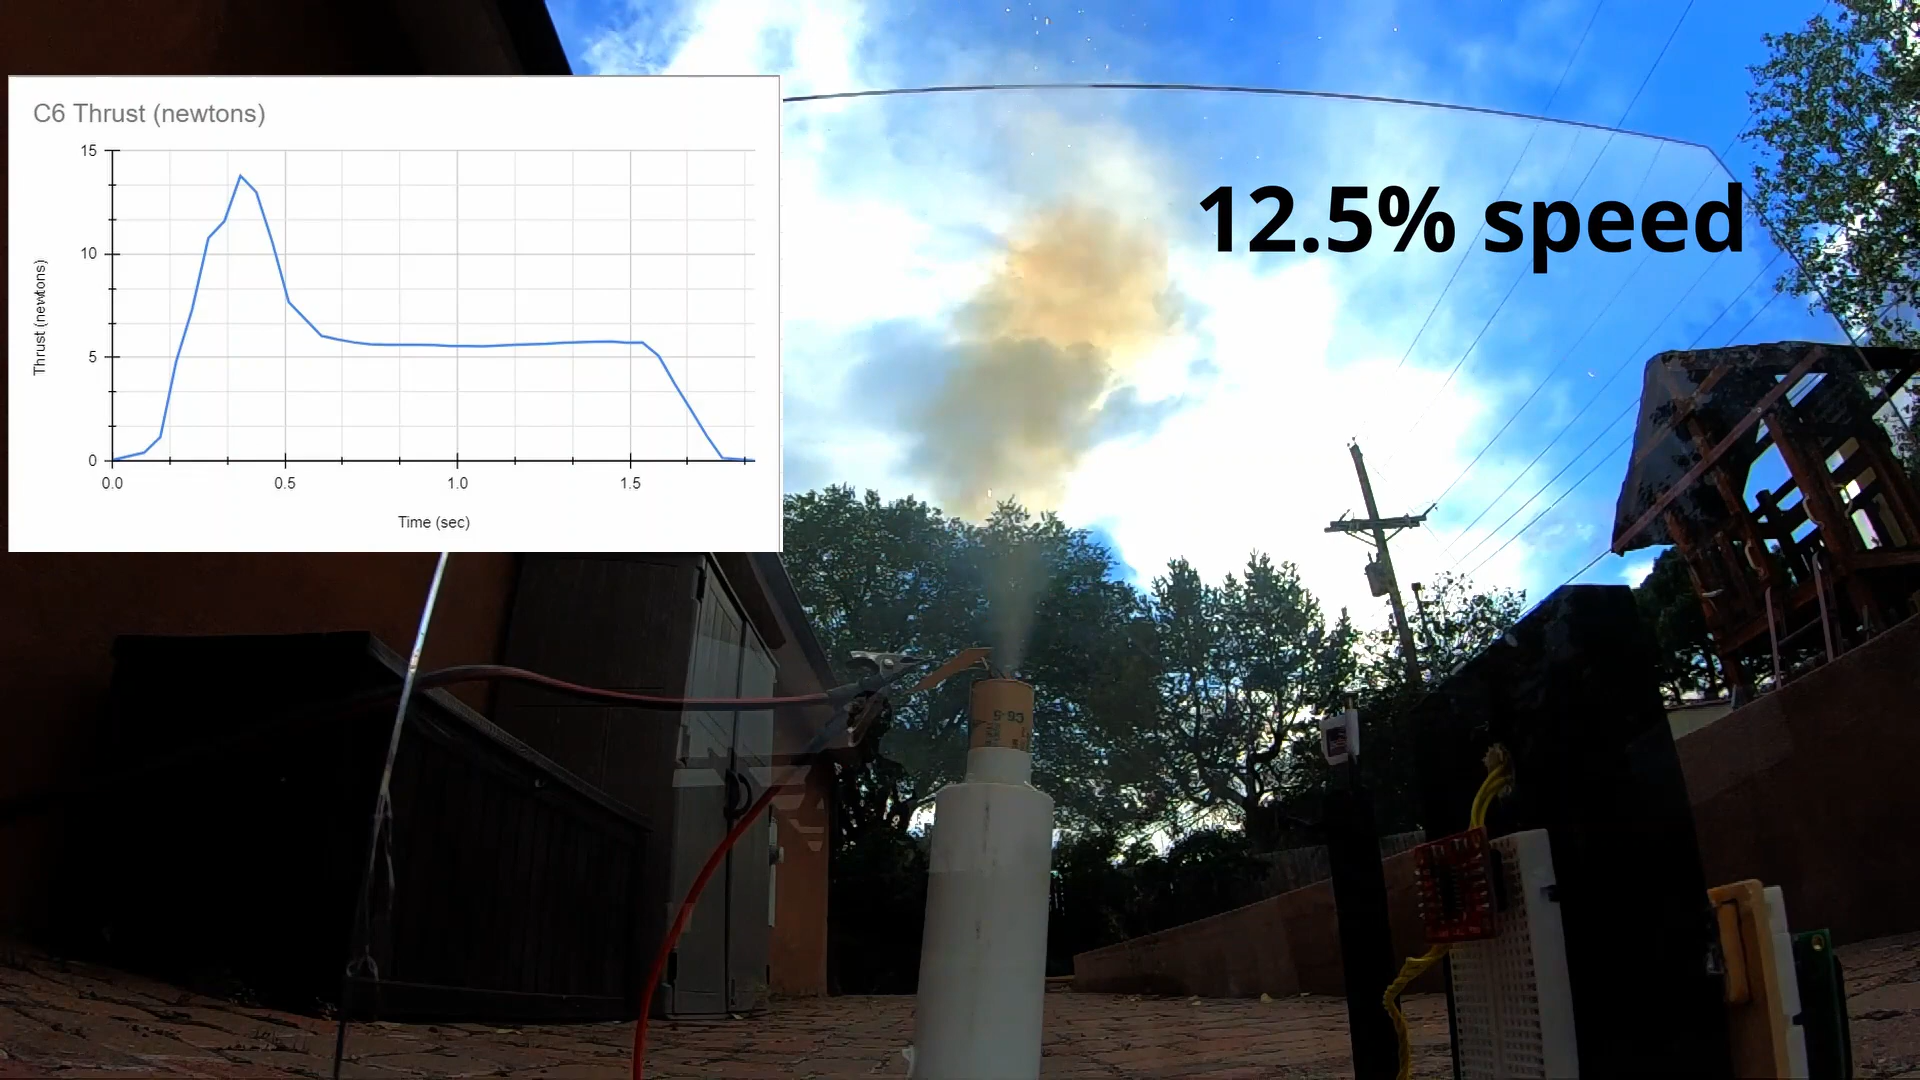 C6 Thrust (newtons)
15
10
5
0
Thrust (newtons)
0.0 0.5 1.0 1.5
Time (sec)
12.5% speed
C6-5